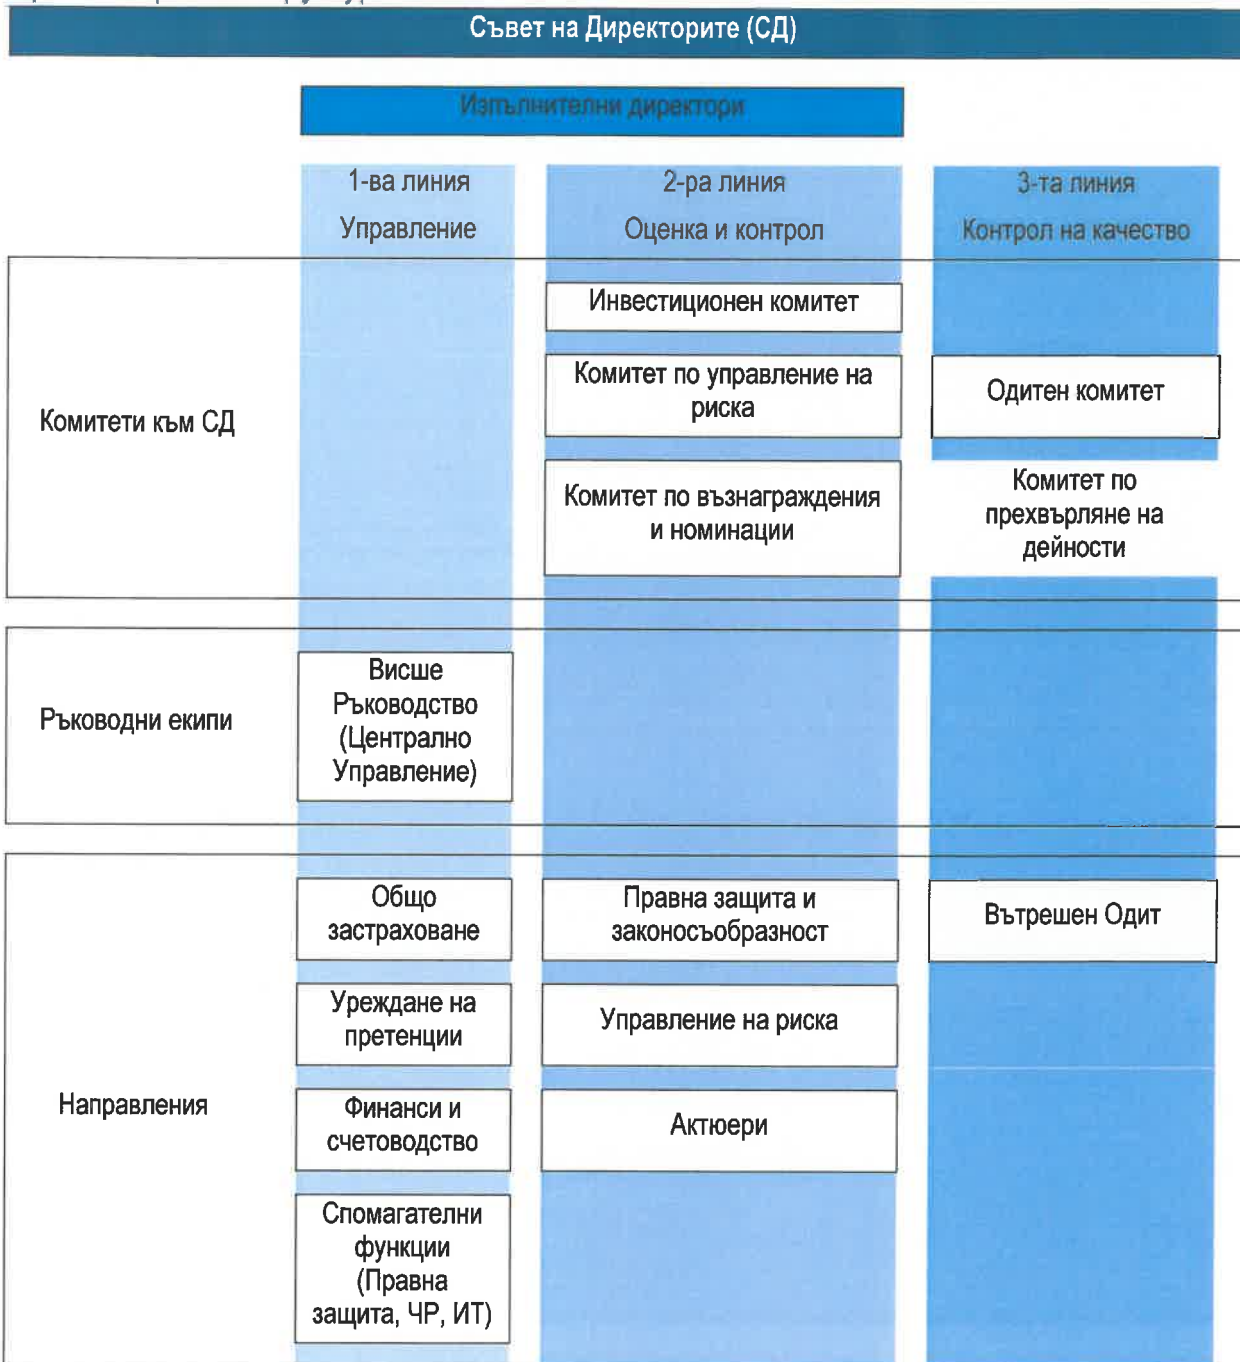 Съвет на Директорите (СД)
Изпълнителни директори
1-ва линия
Управление
2-ра линия
Оценка и контрол
3-та линия
Контрол на качество
Комитети към СД
Инвестиционен комитет
Комитет по управление на
риска
Одитен комитет
Комитет по възнаграждения
и номинации
Комитет по
прехвърляне на
дейности
Ръководни екипи
Висше
Ръководство
(Централно
Управление)
Направления
Общо
застраховане
Правна защита и
законосъобразност
Вътрешен Одит
Уреждане на
претенции
Управление на риска
Финанси и
счетоводство
Актюери
Спомагателни
функции
(Правна
защита, ЧР, ИТ)